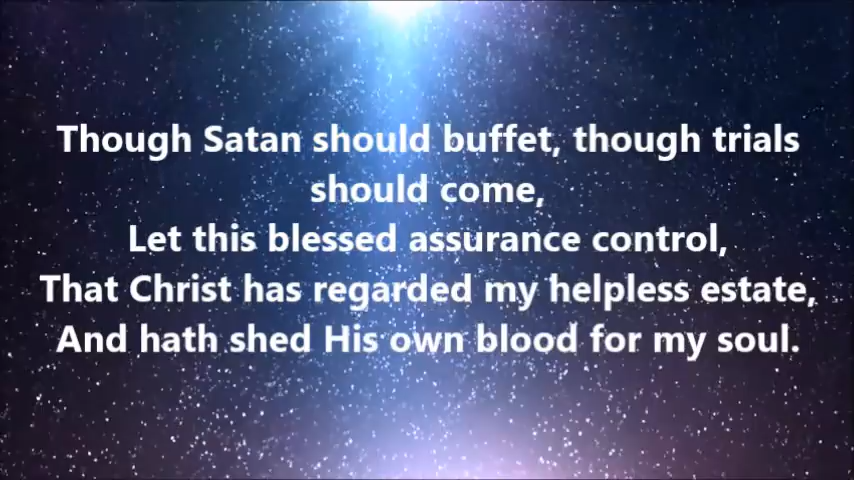 Though Satan should buffet, though trials
should come,
Let this blessed assurance control,
That Christ has regarded my helpless estate,
And hath shed His own blood for my soul.